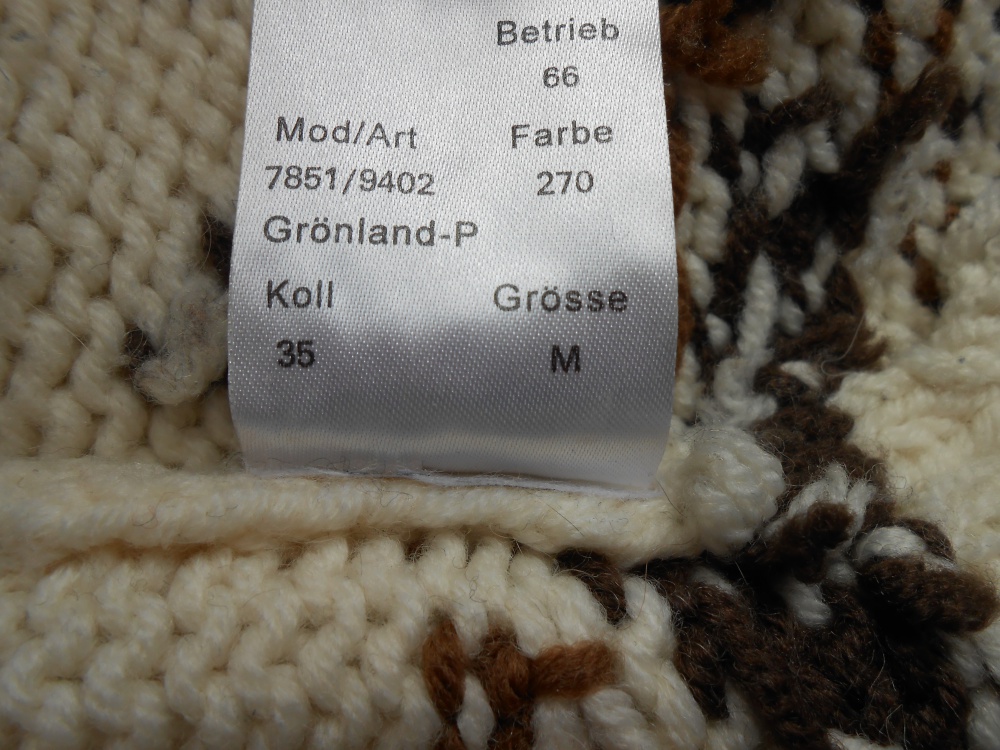 Betrieb
66
Mod/Art Farbe
7851/9402 270
Grönland-P
Koll Grösse
35 M